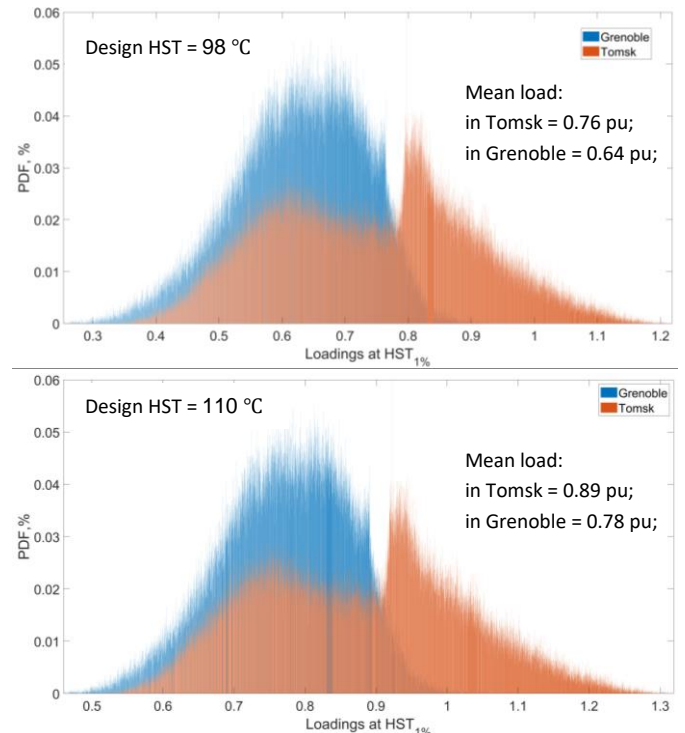 0.06
0.05
0.04
0.03
0.02
0.01
0
PDF, %
Design HST = 98 °C
Grenoble
Tomsk
Mean load:
in Tomsk = 0.76 pu;
in Grenoble = 0.64 pu;
0.3 0.4 0.5 0.6 0.7 0.8 0.9 1 1.1 1.2
Loadings at HST1%
0.06
0.05
0.04
0.03
0.02
0.01
0
PDF,%
Design HST = 110 °C
Grenoble
Tomsk
Mean load:
in Tomsk = 0.89 pu;
in Grenoble = 0.78 pu;
0.5 0.6 0.7 0.8 0.9 1 1.1 1.2 1.3
Loadings at HST1%